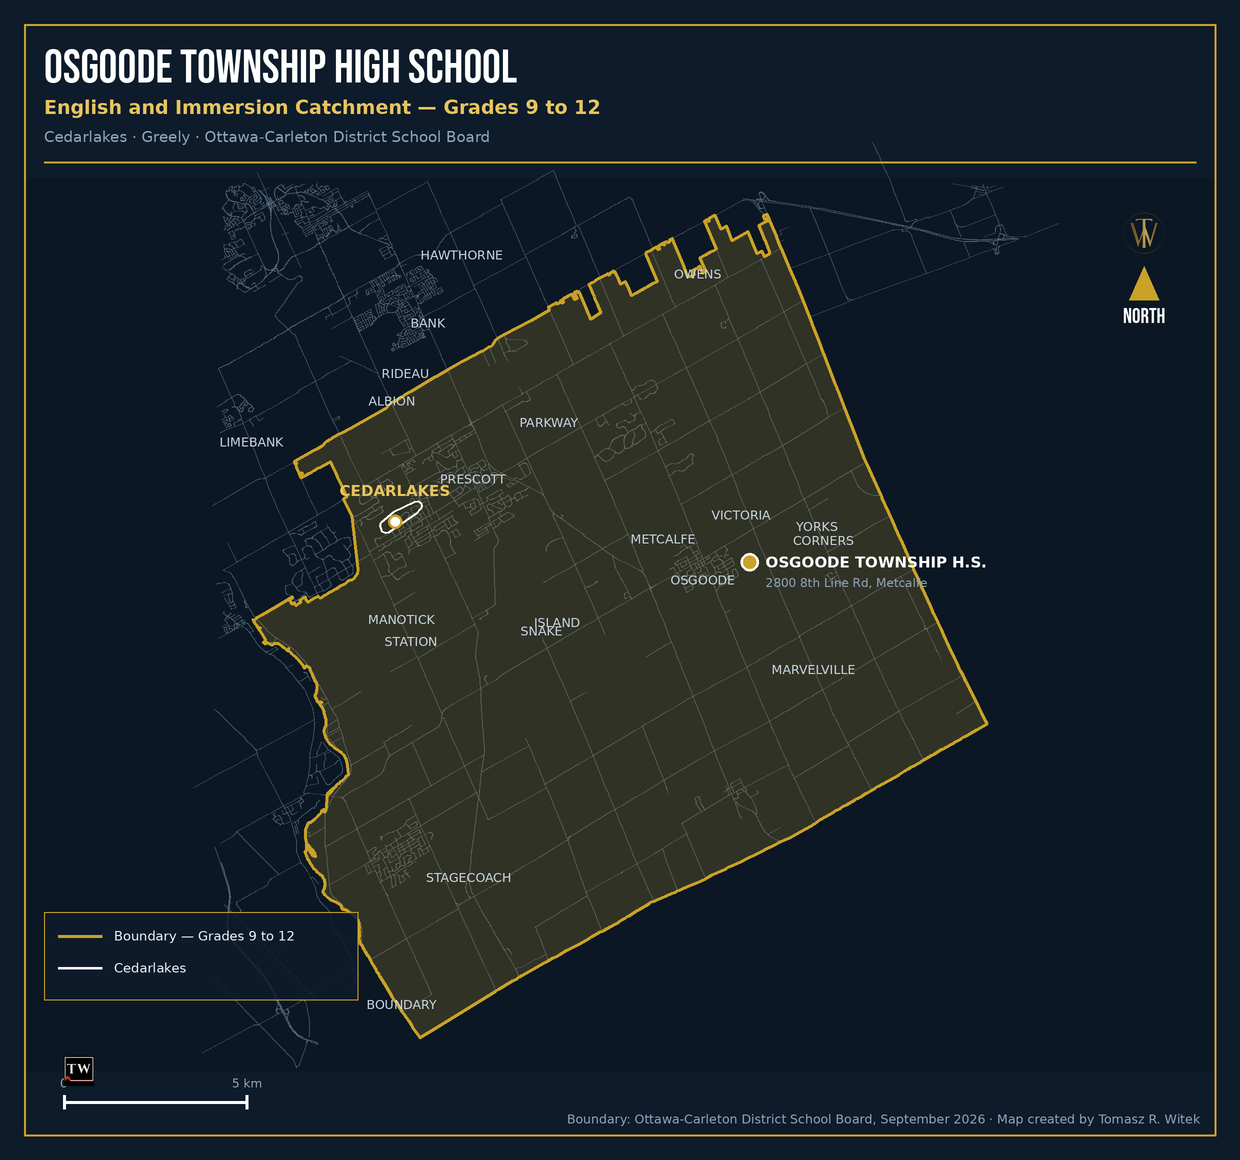 OSGOODE TOWNSHIP HIGH SCHOOL
English and Immersion Catchment — Grades 9 to 12
Cedarlakes · Greely · Ottawa-Carleton District School Board
HAWTHORNE
OWENS
NORTH
BANK
RIDEAU
ALBION
PARKWAY
LIMEBANK
PRESCOTT
CEDARLAKES
VICTORIA
YORKS
CORNERS
METCALFE
OSGOODE TOWNSHIP H.S.
OSGOODE
2800 8th Line Rd, Metcalfe
MANOTICK
STATION
ISLAND
SNAKE
MARVELVILLE
STAGECOACH
Boundary — Grades 9 to 12
Cedarlakes
BOUNDARY
TW
0
5 km
Boundary: Ottawa-Carleton District School Board, September 2026 · Map created by Tomasz R. Witek